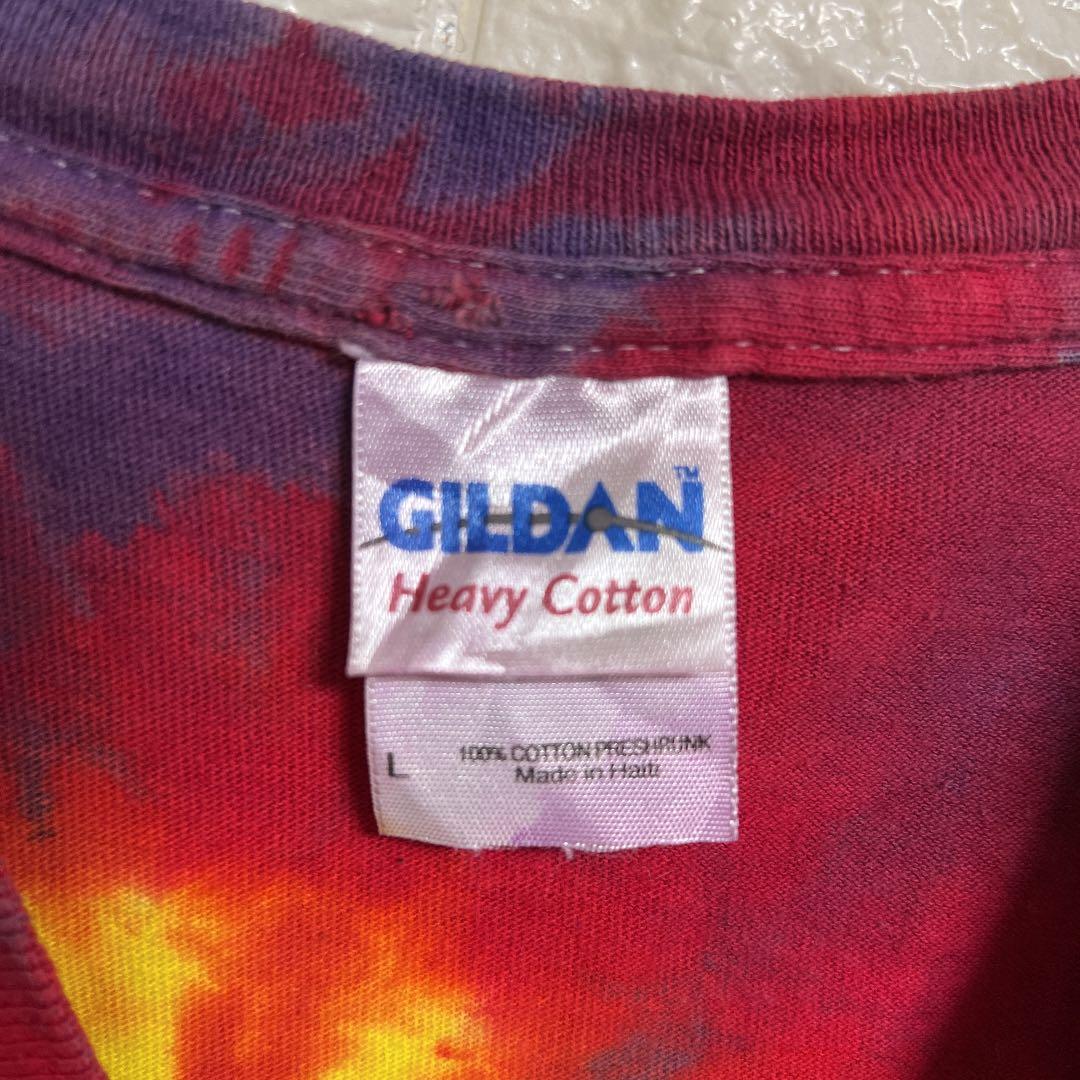 GILDAN™
Heavy Cotton
L
100% COTTON PRESHRUNK
Made in Haiti